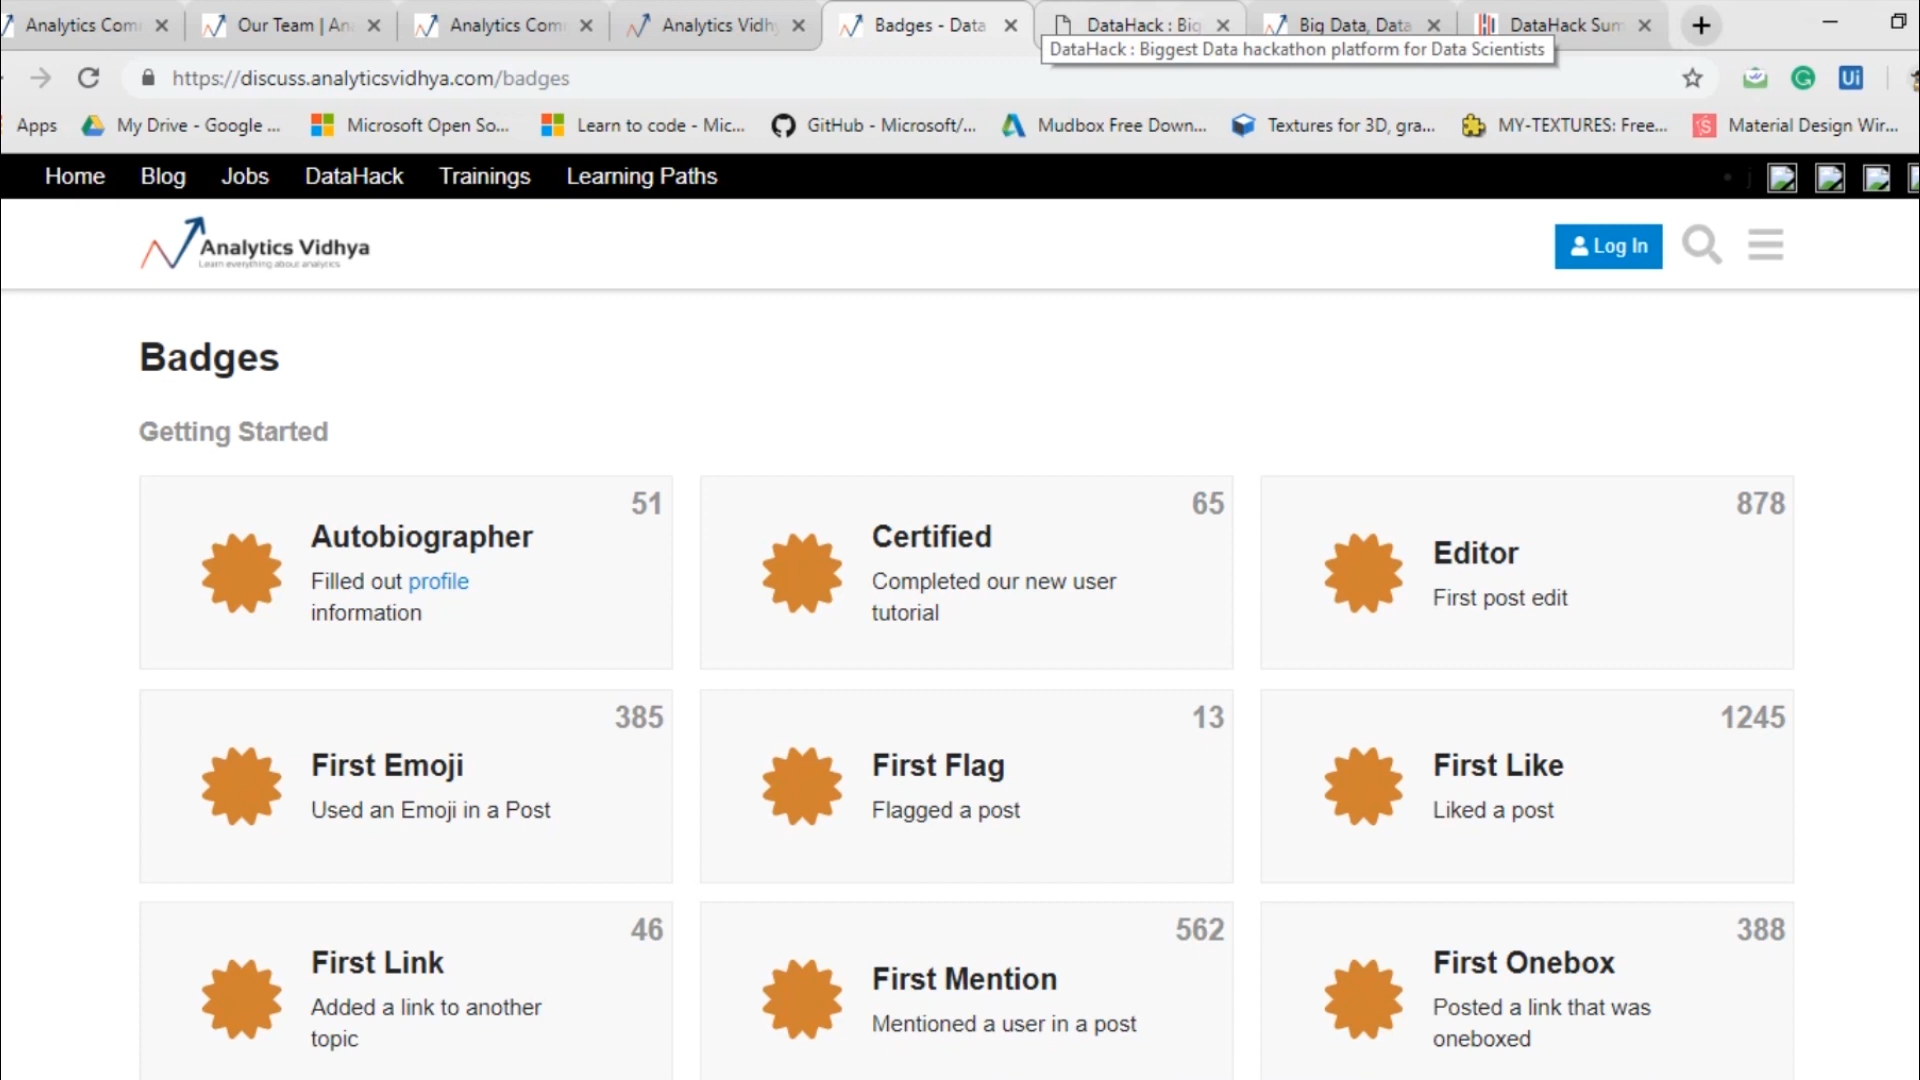 Analytics Com
Our Team | An
Analytics Com
Analytics Vidhy
Badges - Data
DataHack : Big
Big Data, Data
DataHack Sum
DataHack : Biggest Data hackathon platform for Data Scientists
https://discuss.analyticsvidhya.com/badges
Ui
Apps
My Drive - Google ...
Microsoft Open So...
Learn to code - Mic...
GitHub - Microsoft/...
Mudbox Free Down...
Textures for 3D, gra...
MY-TEXTURES: Free...
Material Design Wir...
Home Blog Jobs DataHack Trainings Learning Paths
Analytics Vidhya
Learn everything about analytics
Log In
Badges
Getting Started
51
Autobiographer
Filled out profile
information
65
Certified
Completed our new user
tutorial
878
Editor
First post edit
385
First Emoji
Used an Emoji in a Post
13
First Flag
Flagged a post
1245
First Like
Liked a post
46
First Link
Added a link to another
topic
562
First Mention
Mentioned a user in a post
388
First Onebox
Posted a link that was
oneboxed